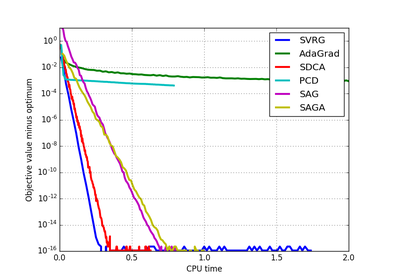 SVRG
AdaGrad
SDCA
PCD
SAG
SAGA
Objective value minus optimum
10^0
10^-2
10^-4
10^-6
10^-8
10^-10
10^-12
10^-14
10^-16
0.0 0.5 1.0 1.5 2.0
CPU time